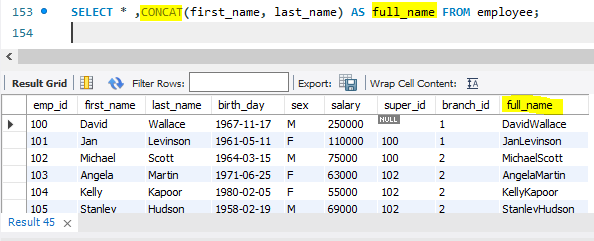 153 SELECT * ,CONCAT(first_name, last_name) AS full_name FROM employee;
154
Result Grid Filter Rows: Export: Wrap Cell Content: IA
emp_id first_name last_name birth_day sex salary super_id branch_id full_name
100 David Wallace 1967-11-17 M 250000 NULL 1 DavidWallace
101 Jan Levinson 1961-05-11 F 110000 100 1 JanLevinson
102 Michael Scott 1964-03-15 M 75000 100 2 MichaelScott
103 Angela Martin 1971-06-25 F 63000 102 2 AngelaMartin
104 Kelly Kapoor 1980-02-05 F 55000 102 2 KellyKapoor
105 Stanley Hudson 1958-02-19 M 69000 102 2 StanleyHudson
Result 45 ×